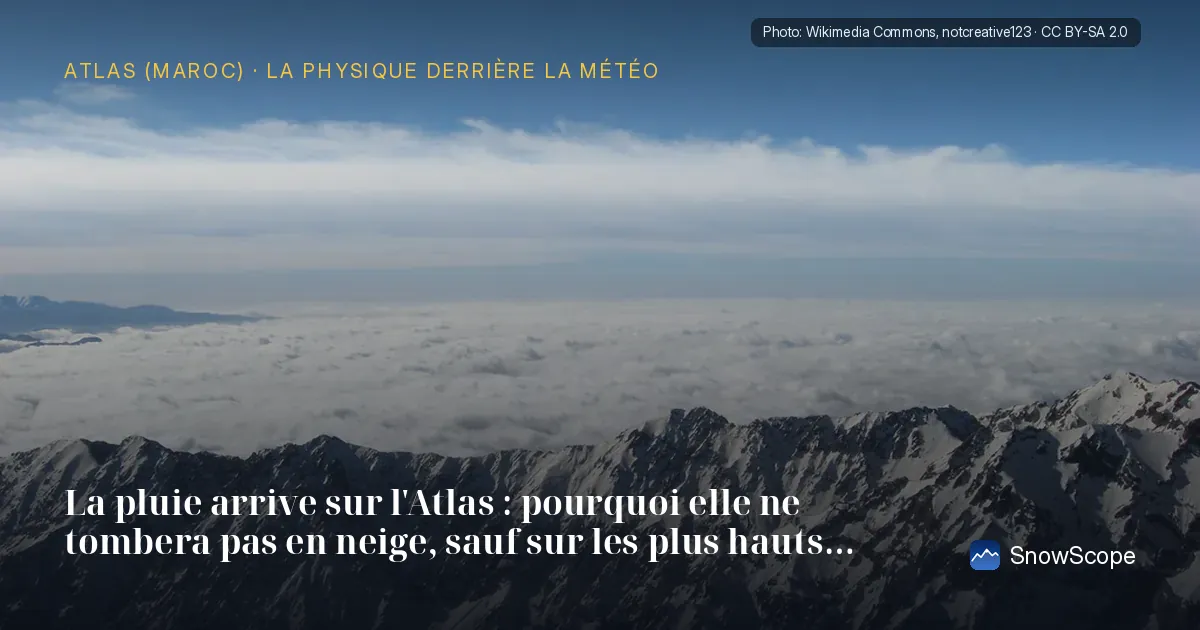 Photo: Wikimedia Commons, notcreative123 · CC BY-SA 2.0
ATLAS (MAROC) · LA PHYSIQUE DERRIÈRE LA MÉTÉO
La pluie arrive sur l'Atlas : pourquoi elle ne
tombera pas en neige, sauf sur les plus hauts…
SnowScope